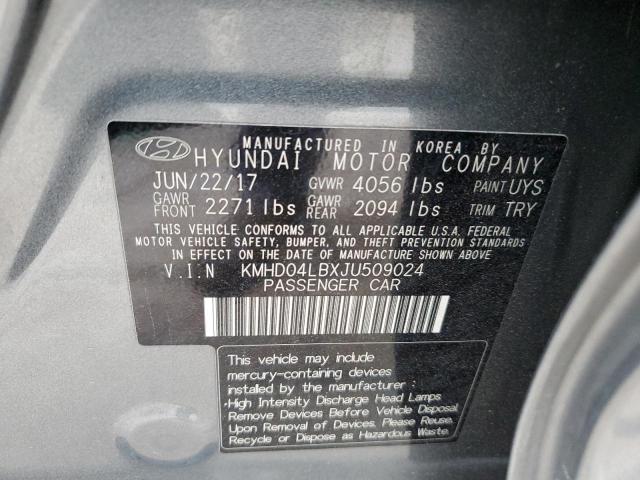 MANUFACTURED IN KOREA BY
HYUNDAI MOTOR COMPANY
JUN/22/17 GVWR 4056 lbs PAINT UYS
GAWR FRONT 2271 lbs GAWR REAR 2094 lbs TRIM TRY
THIS VEHICLE CONFORMS TO ALL APPLICABLE U.S.A. FEDERAL
MOTOR VEHICLE SAFETY, BUMPER, AND THEFT PREVENTION STANDARDS
IN EFFECT ON THE DATE OF MANUFACTURE SHOWN ABOVE
V.I.N KMHD04LBXJU509024
PASSENGER CAR
This vehicle may include
mercury-containing devices
installed by the manufacturer :
-High Intensity Discharge Head Lamps
Remove Devices Before Vehicle Disposal
Upon Removal of Devices Please Reuse,
Recycle or Dispose as Hazardous Waste.